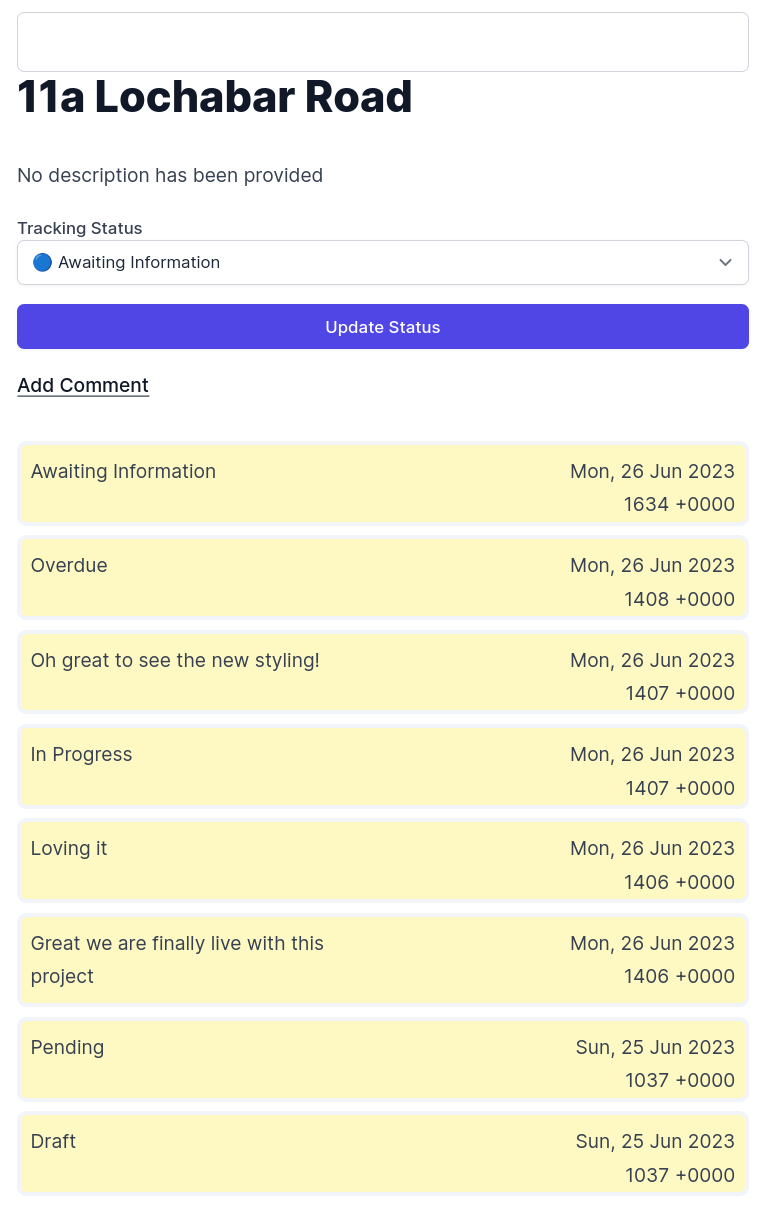 11a Lochabar Road
No description has been provided
Tracking Status
🔵 Awaiting Information
Update Status
Add Comment
Awaiting Information Mon, 26 Jun 2023
1634 +0000
Overdue Mon, 26 Jun 2023
1408 +0000
Oh great to see the new styling! Mon, 26 Jun 2023
1407 +0000
In Progress Mon, 26 Jun 2023
1407 +0000
Loving it Mon, 26 Jun 2023
1406 +0000
Great we are finally live with this Mon, 26 Jun 2023
project 1406 +0000
Pending Sun, 25 Jun 2023
1037 +0000
Draft Sun, 25 Jun 2023
1037 +0000